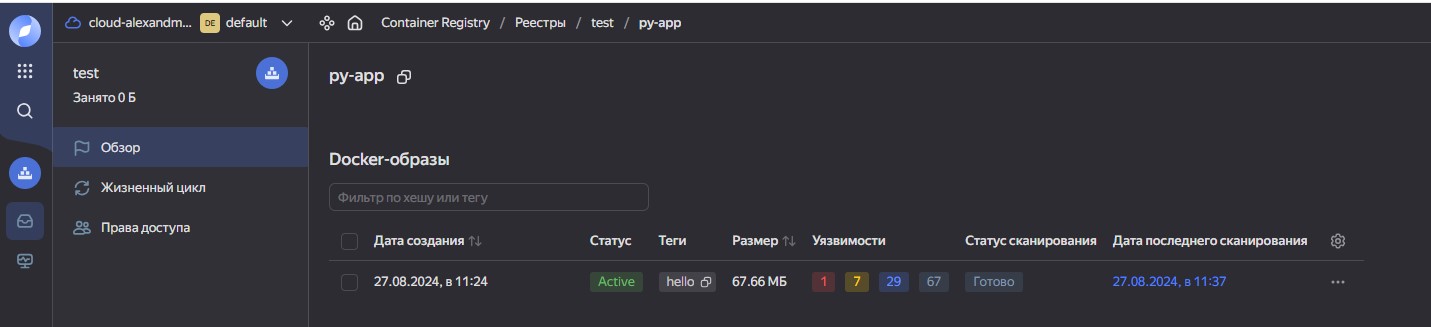 cloud-alexandm... DE default
Container Registry / Реестры / test / py-app
test
Занято 0 Б
Обзор
Жизненный цикл
Права доступа
py-app
Docker-образы
Фильтр по хешу или тегу
Дата создания Статус Теги Размер Уязвимости Статус сканирования Дата последнего сканирования
27.08.2024, в 11:24 Active hello 67.66 МБ 1 7 29 67 Готово 27.08.2024, в 11:37